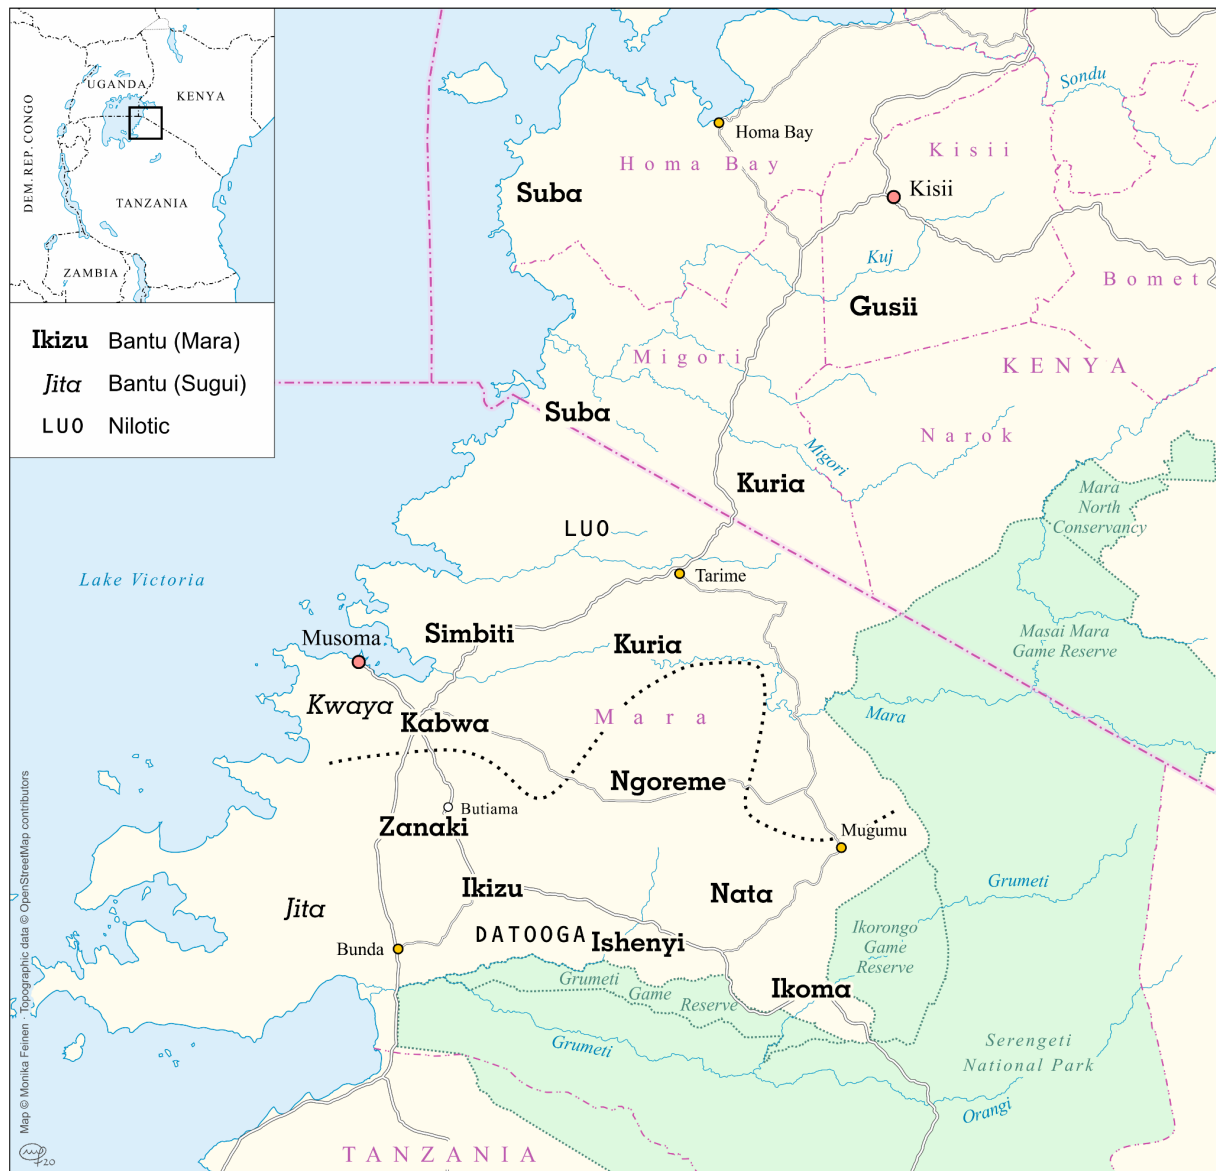 UGANDA
KENYA
DEM. REP. CONGO
TANZANIA
ZAMBIA
Ikizu Bantu (Mara)
Jita Bantu (Sugui)
LUO Nilotic
Sondu
Homa Bay
Homa Bay
Kisii
Kisii
Suba
Kuj
Bomet
Gusii
Migori
KENYA
Suba
Narok
Migori
Kuria
Mara
North
Conservancy
LUO
Lake Victoria
Tarime
Simbiti
Musoma
Kuria
Masai Mara
Game Reserve
Kwaya
Kabwa
Mara
Mara
Ngoreme
Butiama
Zanaki
Mugumu
Ikizu
Nata
Grumeti
Jita
DATOOGA
Ishenyi
Bunda
Ikorongo
Game
Reserve
Grumeti
Game
Reserve
Ikoma
Grumeti
Serengeti
National Park
Orangi
TANZANIA
Map © Monika Feinen · Topographic data © OpenStreetMap contributors
20